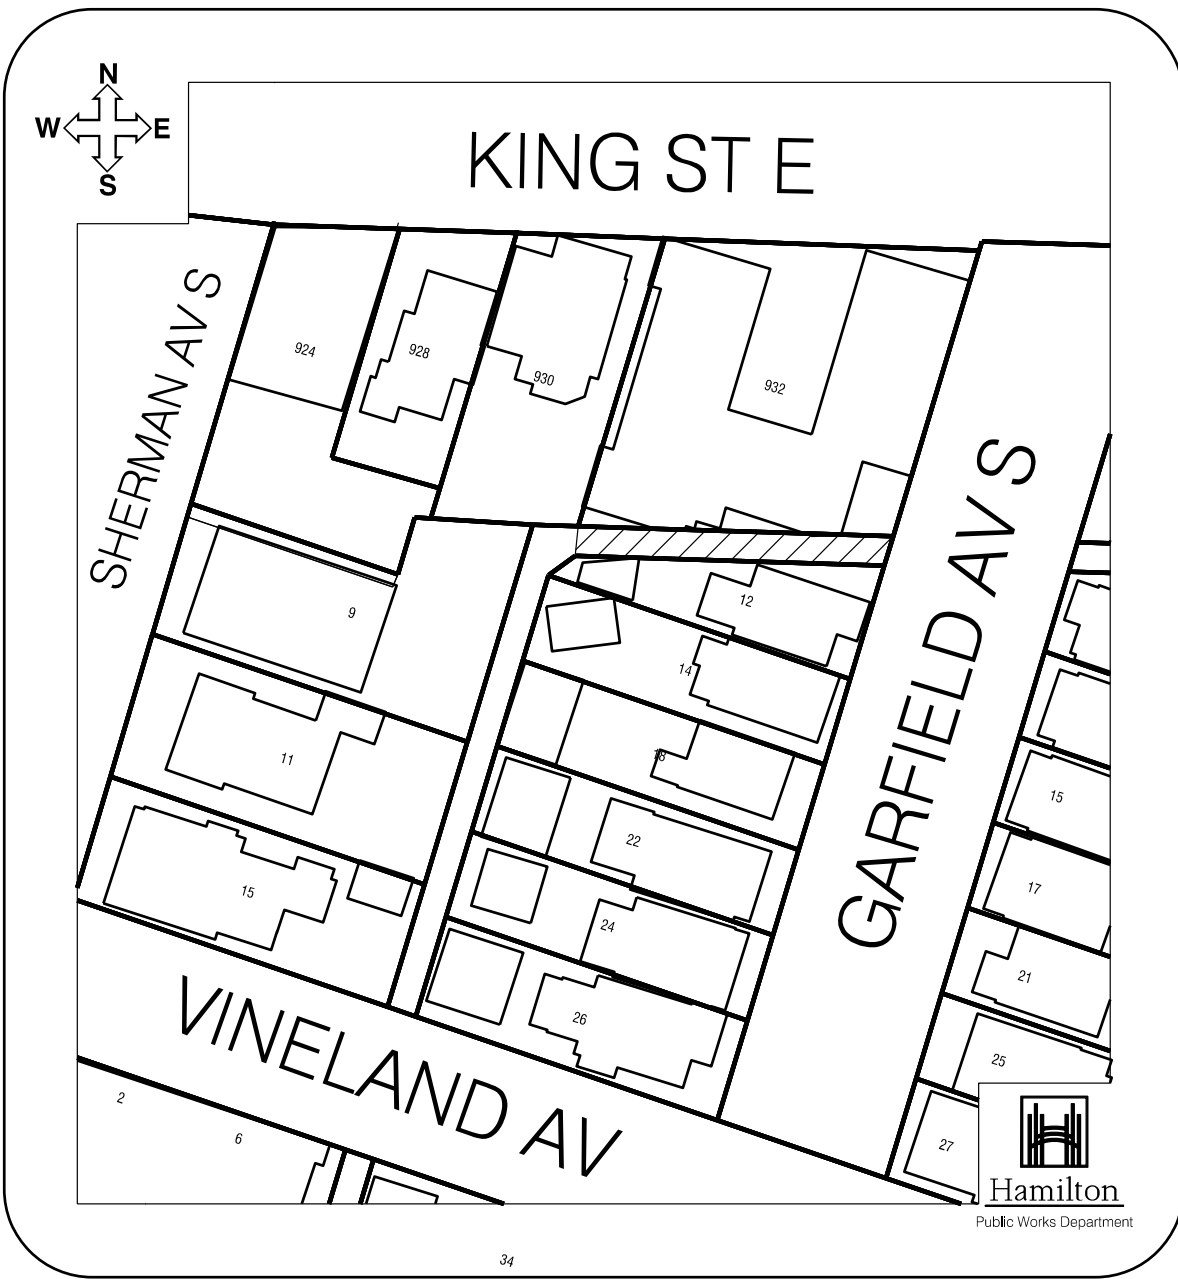 N
W E
S
KING ST E
SHERMAN AV S
924
928
930
932
GARFIELD AV S
9
12
14
11
18
15
22
15
17
24
21
26
25
VINELAND AV
2
6
27
Hamilton
Public Works Department
34